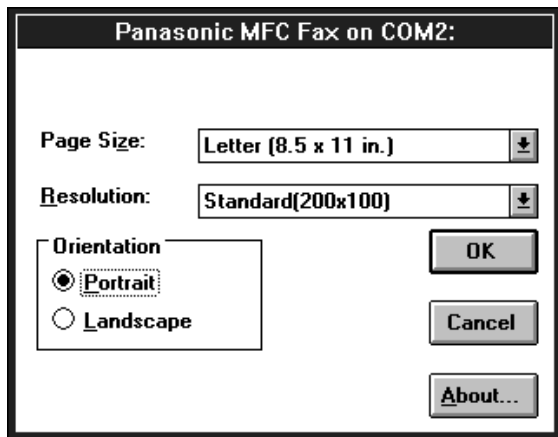 Panasonic MFC Fax on COM2:
Page Size:
Letter (8.5 x 11 in.)
Resolution:
Standard(200x100)
Orientation
Portrait
Landscape
OK
Cancel
About...